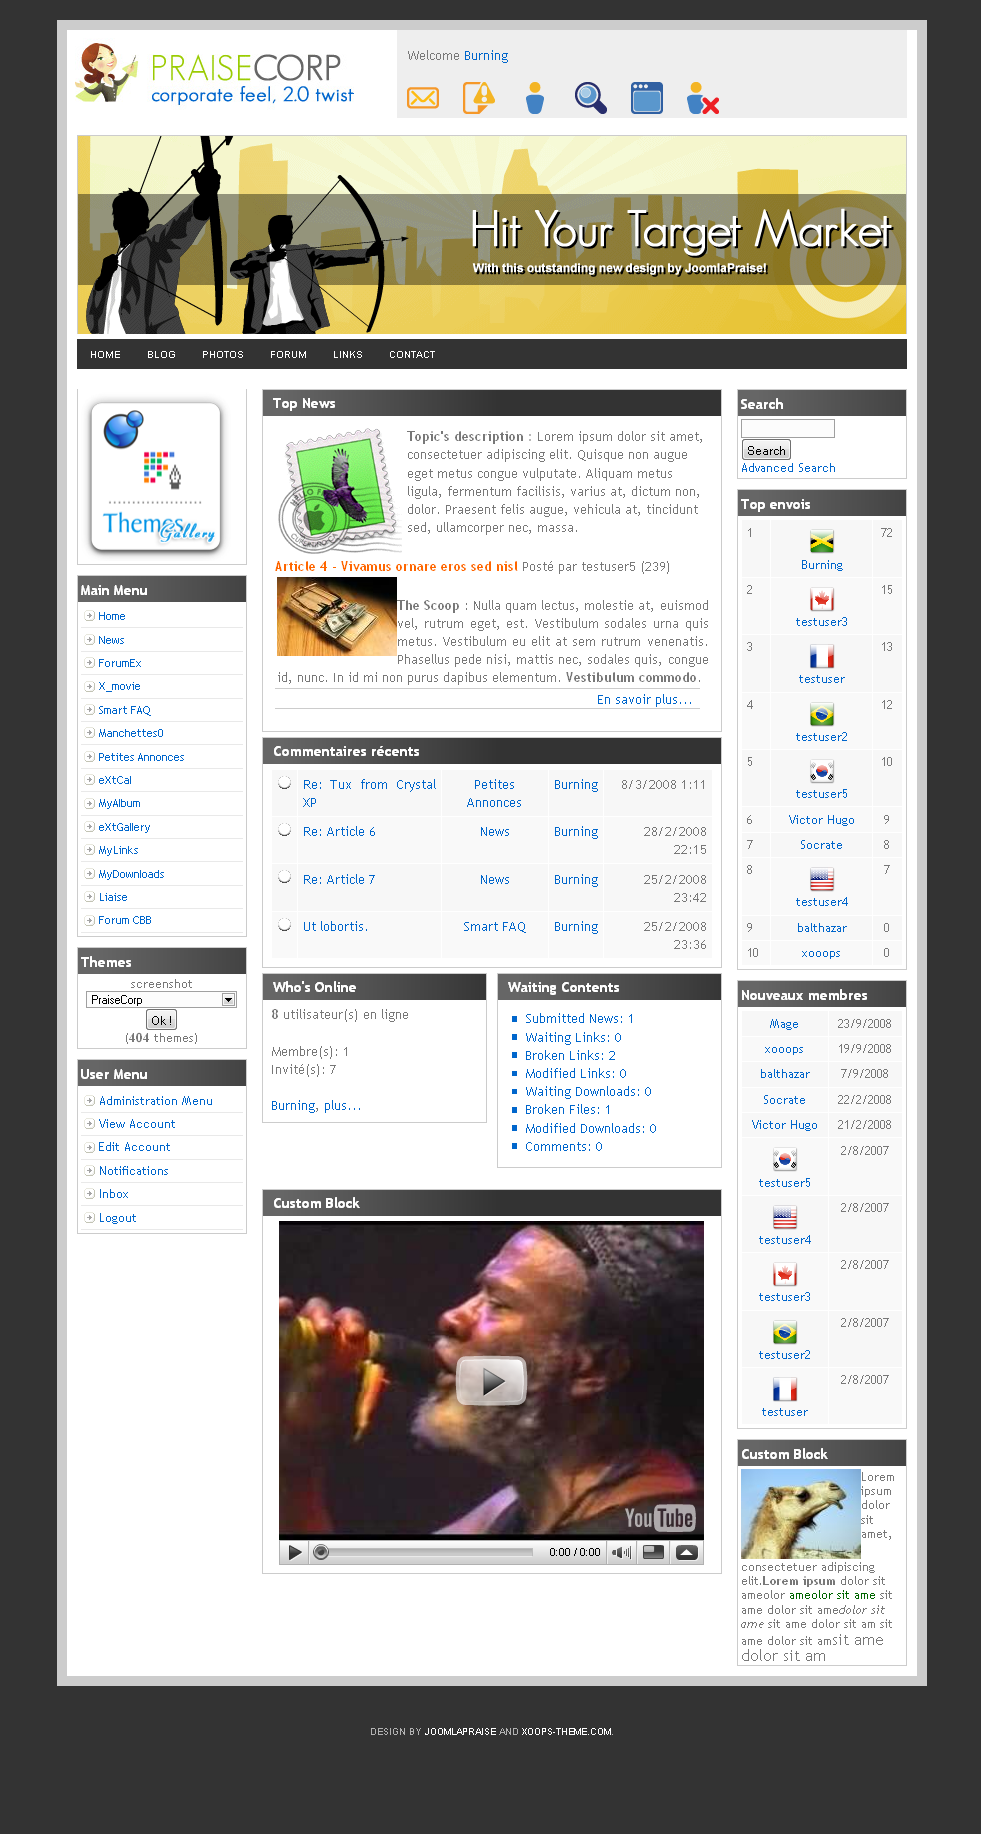 PRAISECORP
corporate feel, 2.0 twist
Welcome Burning
Hit Your Target Market
With this outstanding new design by JoomlaPraise!
HOME BLOG PHOTOS FORUM LINKS CONTACT
Themes
Gallery
Main Menu
Home
News
ForumEx
X_movie
Smart FAQ
Manchettes0
Petites Annonces
eXtCal
MyAlbum
eXtGallery
MyLinks
MyDownloads
Liaise
Forum CBB
Themes
screenshot
PraiseCorp
Ok !
(404 themes)
User Menu
Administration Menu
View Account
Edit Account
Notifications
Inbox
Logout
Top News
Topic's description : Lorem ipsum dolor sit amet,
consectetuer adipiscing elit. Quisque non augue
eget metus congue vulputate. Aliquam metus
ligula, fermentum facilisis, varius at, dictum non,
dolor. Praesent felis augue, vehicula at, tincidunt
sed, ullamcorper nec, massa.
Article 4 - Vivamus ornare eros sed nisl Posté par testuser5 (239)
The Scoop : Nulla quam lectus, molestie at, euismod
vel, rutrum eget, est. Vestibulum sodales urna quis
metus. Vestibulum eu elit at sem rutrum venenatis.
Phasellus pede nisi, mattis nec, sodales quis, congue
id, nunc. In id mi non purus dapibus elementum. Vestibulum commodo.
En savoir plus...
Commentaires récents
Re: Tux from Crystal XP Petites Annonces Burning 8/3/2008 1:11
Re: Article 6 News Burning 28/2/2008 22:15
Re: Article 7 News Burning 25/2/2008 23:42
Ut lobortis. Smart FAQ Burning 25/2/2008 23:36
Who's Online
8 utilisateur(s) en ligne
Membre(s): 1
Invité(s): 7
Burning, plus...
Waiting Contents
Submitted News: 1
Waiting Links: 0
Broken Links: 2
Modified Links: 0
Waiting Downloads: 0
Broken Files: 1
Modified Downloads: 0
Comments: 0
Custom Block
YouTube
0:00 / 0:00
Search
Search
Advanced Search
Top envois
1 Burning 72
2 testuser3 15
3 testuser 13
4 testuser2 12
5 testuser5 10
6 Victor Hugo 9
7 Socrate 8
8 testuser4 7
9 balthazar 0
10 xooops 0
Nouveaux membres
Mage 23/9/2008
xooops 19/9/2008
balthazar 7/9/2008
Socrate 22/2/2008
Victor Hugo 21/2/2008
testuser5 2/8/2007
testuser4 2/8/2007
testuser3 2/8/2007
testuser2 2/8/2007
testuser 2/8/2007
Custom Block
Lorem
ipsum
dolor
sit
amet,
consectetuer adipiscing
elit.Lorem ipsum dolor sit
ameolor ameolor sit ame sit
ame dolor sit amedolor sit
ame sit ame dolor sit am sit
ame dolor sit amsit ame
dolor sit am
DESIGN BY JOOMLAPRAISE AND XOOPS-THEME.COM.